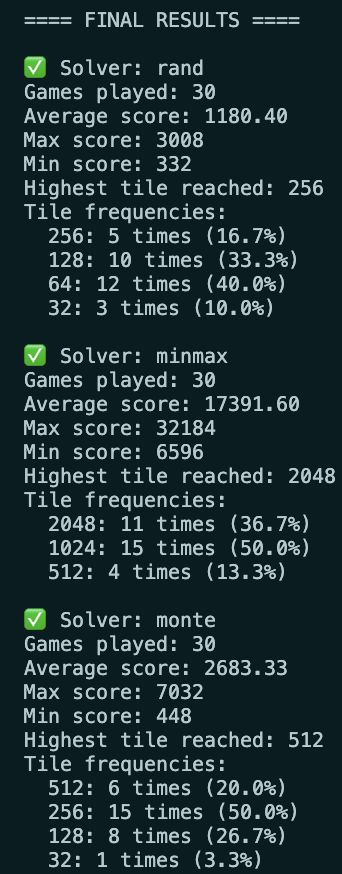 ==== FINAL RESULTS ====
✅ Solver: rand
Games played: 30
Average score: 1180.40
Max score: 3008
Min score: 332
Highest tile reached: 256
Tile frequencies:
256: 5 times (16.7%)
128: 10 times (33.3%)
64: 12 times (40.0%)
32: 3 times (10.0%)
✅ Solver: minmax
Games played: 30
Average score: 17391.60
Max score: 32184
Min score: 6596
Highest tile reached: 2048
Tile frequencies:
2048: 11 times (36.7%)
1024: 15 times (50.0%)
512: 4 times (13.3%)
✅ Solver: monte
Games played: 30
Average score: 2683.33
Max score: 7032
Min score: 448
Highest tile reached: 512
Tile frequencies:
512: 6 times (20.0%)
256: 15 times (50.0%)
128: 8 times (26.7%)
32: 1 times (3.3%)